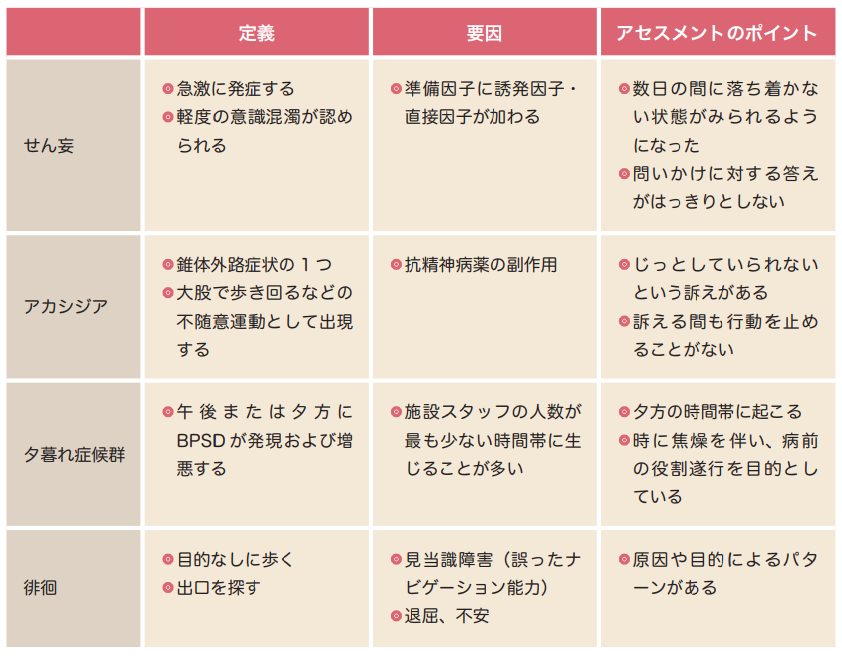 定義 要因 アセスメントのポイント
せん妄
◎急激に発症する
◎軽度の意識混濁が認め
られる
◎準備因子に誘発因子・
直接因子が加わる
◎数日の間に落ち着かな
い状態がみられるよう
になった
◎問いかけに対する答え
がはっきりとしない
アカシジア
◎錐体外路症状の1つ
◎大股で歩き回るなどの
不随意運動として出現
する
◎抗精神病薬の副作用
◎じっとしていられない
という訴えがある
◎訴える間も行動を止め
ることがない
夕暮れ症候群
◎午後または夕方に
BPSDが発現および増
悪する
◎施設スタッフの人数が
最も少ない時間帯に生
じることが多い
◎夕方の時間帯に起こる
◎時に焦燥を伴い、病前
の役割遂行を目的とし
ている
徘徊
◎目的なしに歩く
◎出口を探す
◎見当識障害（誤ったナ
ビゲーション能力）
◎退屈、不安
◎原因や目的によるパタ
ーンがある